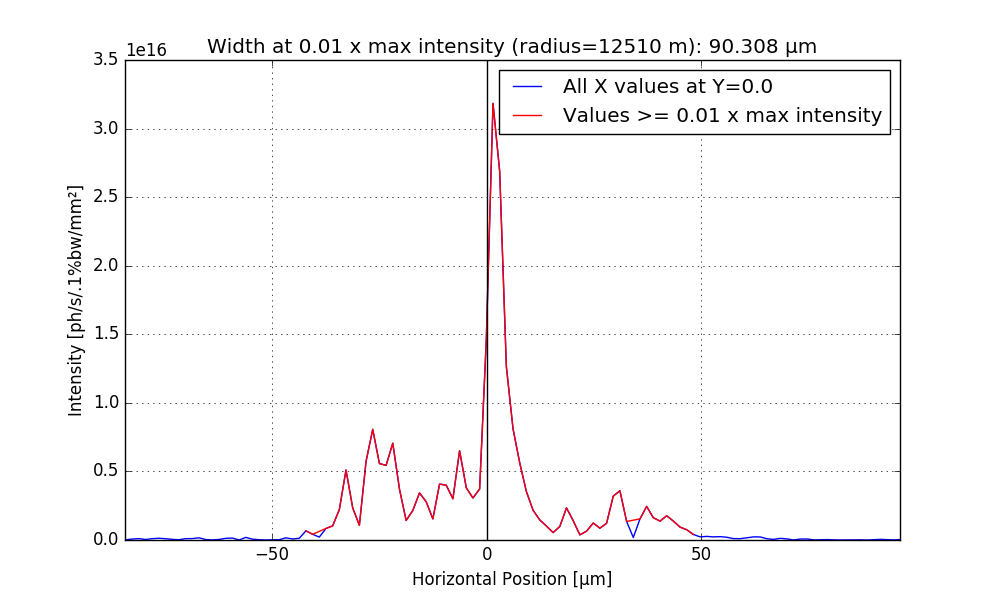 Width at 0.01 x max intensity (radius=12510 m): 90.308 µm
1e16
3.5
3.0
2.5
2.0
1.5
1.0
0.5
0.0
Intensity [ph/s/.1%bw/mm²]
All X values at Y=0.0
Values >= 0.01 x max intensity
−50 0 50
Horizontal Position [µm]